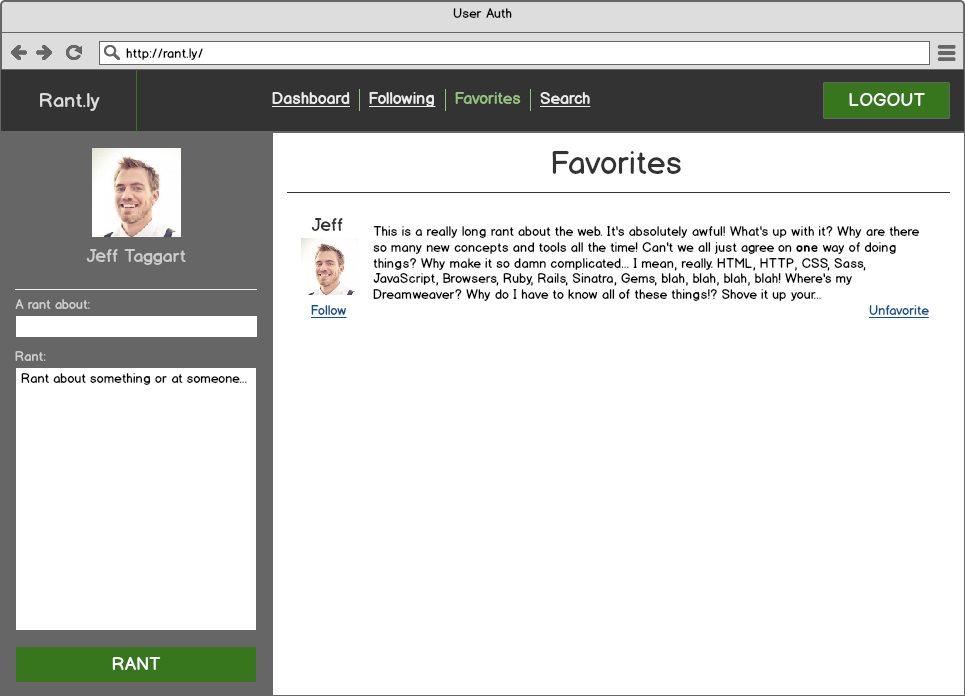 User Auth
http://rant.ly/
Rant.ly
Dashboard Following Favorites Search
LOGOUT
Jeff Taggart
A rant about:
Rant:
Rant about something or at someone...
RANT
Favorites
Jeff
This is a really long rant about the web. It's absolutely awful! What's up with it? Why are there
so many new concepts and tools all the time! Can't we all just agree on one way of doing
things? Why make it so damn complicated... I mean, really. HTML, HTTP, CSS, Sass,
JavaScript, Browsers, Ruby, Rails, Sinatra, Gems, blah, blah, blah, blah! Where's my
Dreamweaver? Why do I have to know all of these things!? Shove it up your...
Follow
Unfavorite